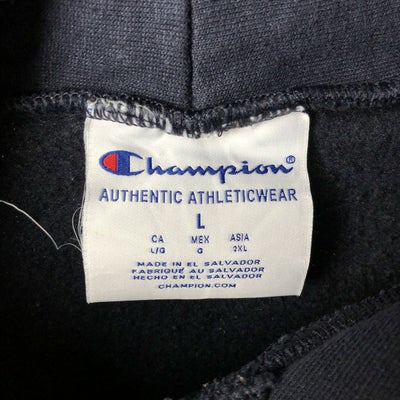 Champion®
AUTHENTIC ATHLETICWEAR
L
CA MEX ASIA
L/G G 2XL
MADE IN EL SALVADOR
FABRIQUÉ AU SALVADOR
HECHO EN EL SALVADOR
CHAMPION.COM